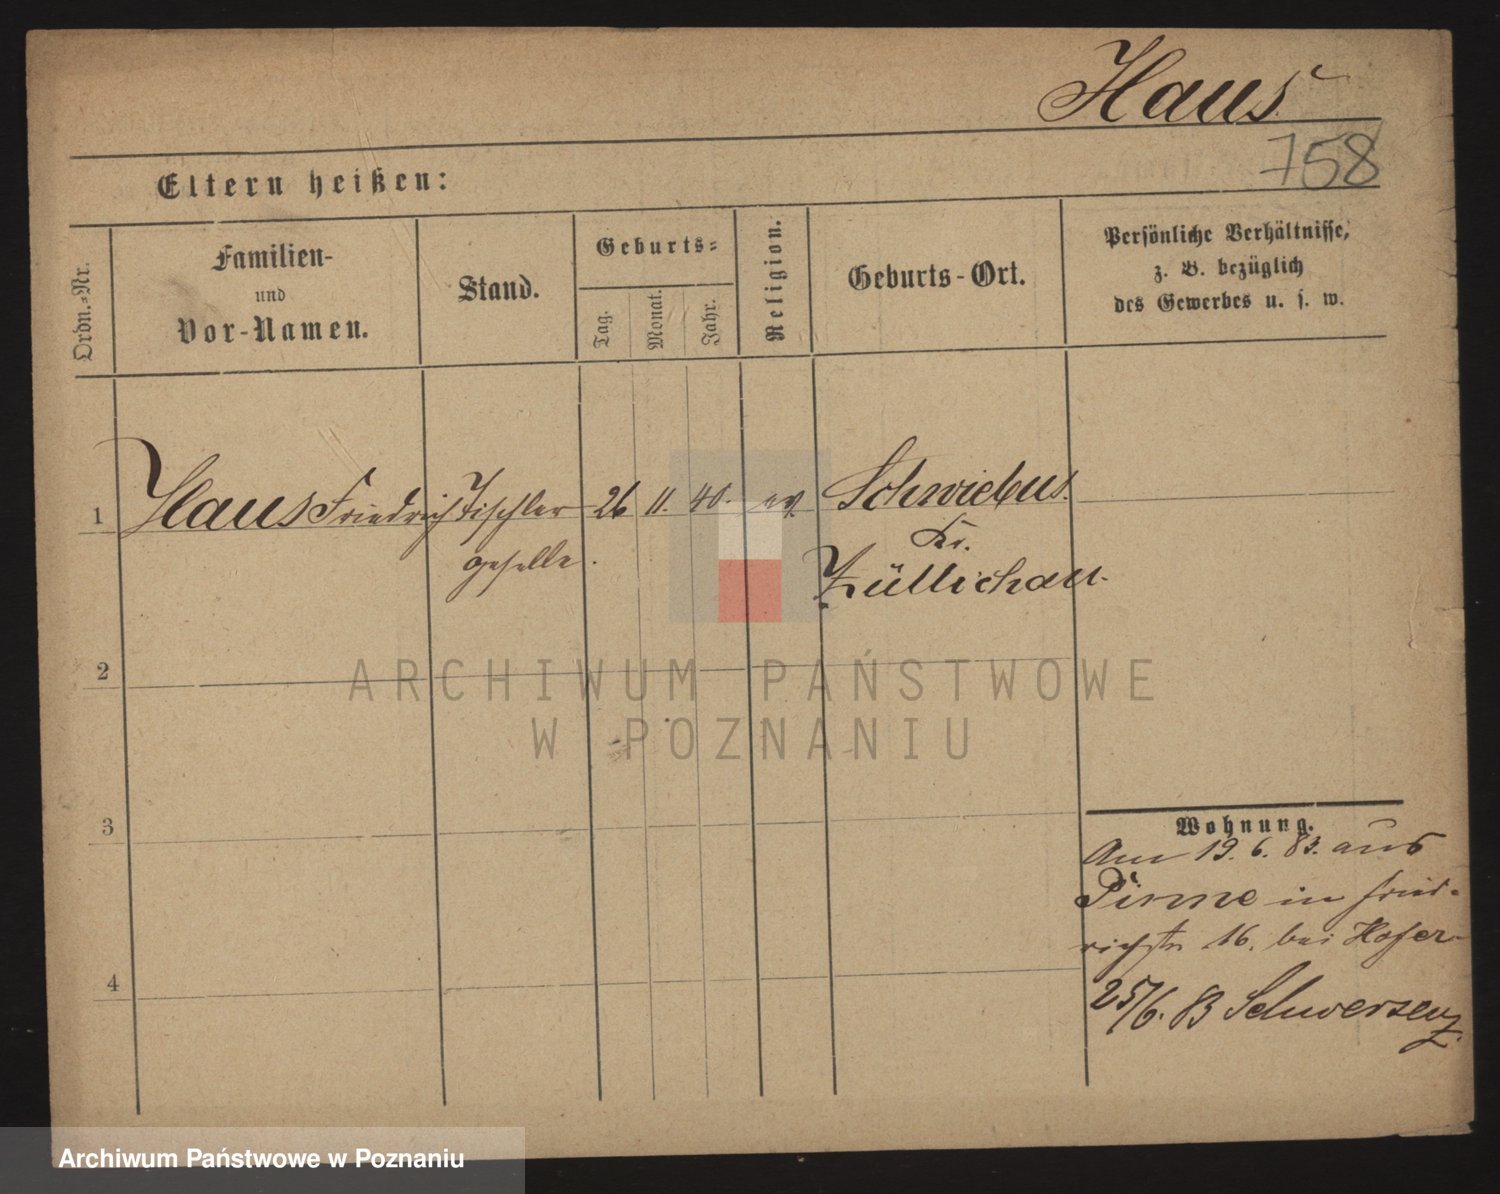 Haus
758
Eltern heißen:
Ordn.-Nr.
Familien-
und
Vor-Namen.
Stand.
Geburts-
Tag.
Monat.
Jahr.
Religion.
Geburts-Ort.
Persönliche Verhältnisse,
z. B. bezüglich
des Gewerbes u. s. w.
1 Haus Friedrich Tischler 26 11. 40. ev. Schwiebus.
geselle. Kr.
Züllichau.
2
3
4
Wohnung.
Am 19. 6. 83. aus
Pinne in Fried-
richstr 16. bei Hofer
25/6. 83 Schwersenz.
ARCHIWUM PAŃSTWOWE
W POZNANIU
Archiwum Państwowe w Poznaniu